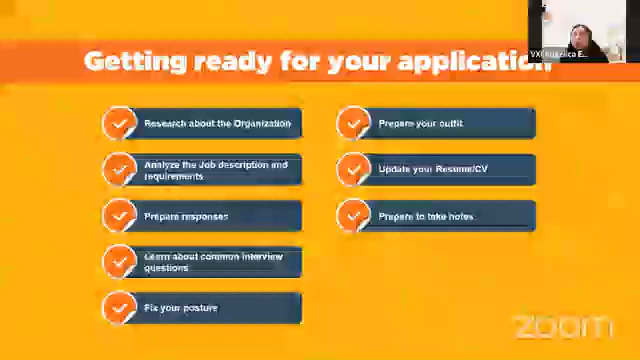 Getting ready for your application
Research about the Organization
Analyze the Job description and
requirements
Prepare responses
Learn about common interview
questions
Fix your posture
Prepare your outfit
Update your Resume/CV
Prepare to take notes
zoom